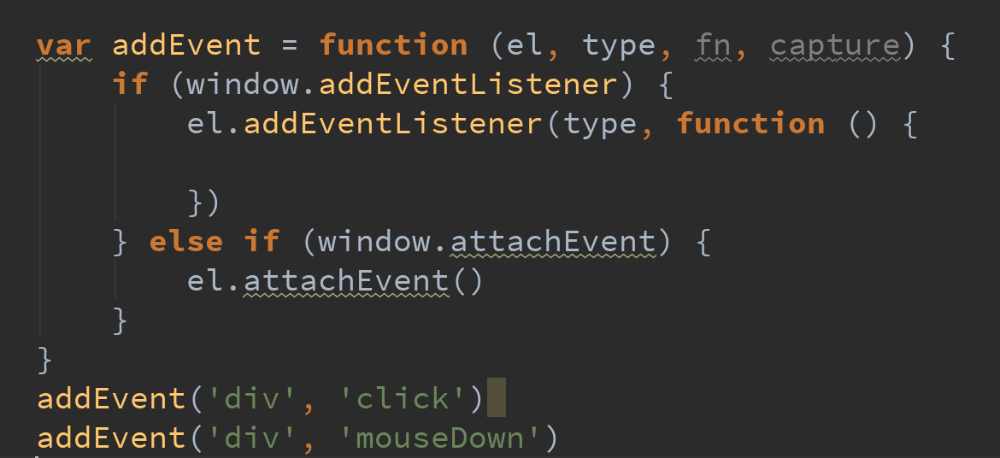 var addEvent = function (el, type, fn, capture) {
    if (window.addEventListener) {
        el.addEventListener(type, function () {

        })
    } else if (window.attachEvent) {
        el.attachEvent()
    }
}
addEvent('div', 'click')
addEvent('div', 'mouseDown')